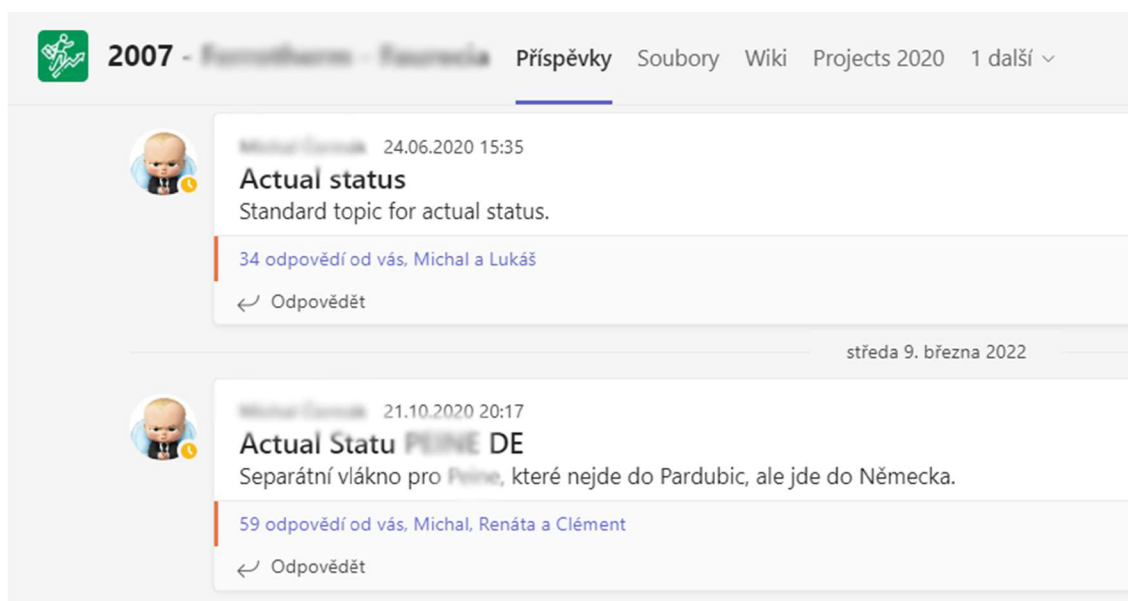 2007 - Příspěvky Soubory Wiki Projects 2020 1 další
24.06.2020 15:35
Actual status
Standard topic for actual status.
34 odpovědí od vás, Michal a Lukáš
Odpovědět
středa 9. března 2022
21.10.2020 20:17
Actual Statu DE
Separátní vlákno pro , které nejde do Pardubic, ale jde do Německa.
59 odpovědí od vás, Michal, Renáta a Clément
Odpovědět